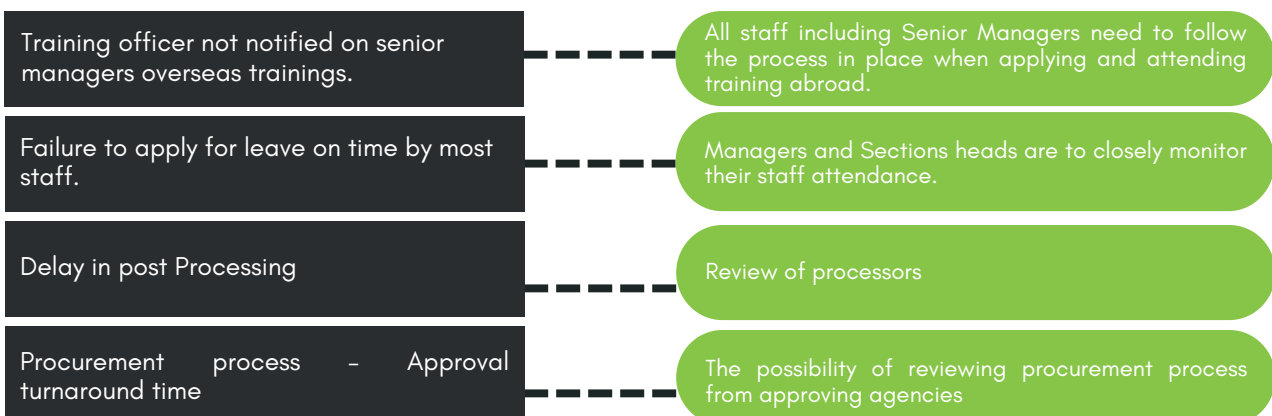 Training officer not notified on senior
managers overseas trainings.
All staff including Senior Managers need to follow
the process in place when applying and attending
training abroad.
Failure to apply for leave on time by most
staff.
Managers and Sections heads are to closely monitor
their staff attendance.
Delay in post Processing
Review of processors
Procurement process – Approval
turnaround time
The possibility of reviewing procurement process
from approving agencies